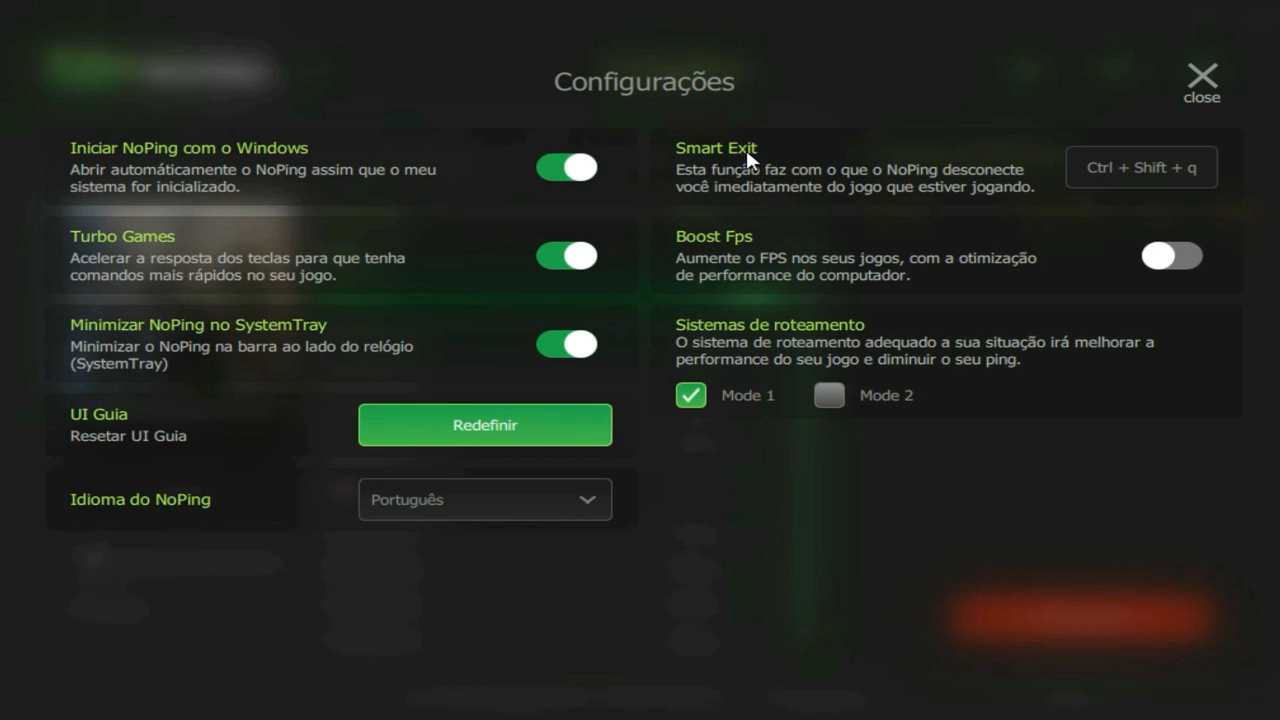 Configurações
close
Iniciar NoPing com o Windows
Abrir automáticamente o NoPing assim que o meu
sistema for inicializado.
Turbo Games
Acelerar a resposta dos teclas para que tenha
comandos mais rápidos no seu jogo.
Minimizar NoPing no SystemTray
Minimizar o NoPing na barra ao lado do relógio
(SystemTray)
UI Guia
Resetar UI Guia
Redefinir
Idioma do NoPing
Português
Smart Exit
Esta função faz com o que o NoPing desconecte
você imediatamente do jogo que estiver jogando.
Ctrl + Shift + q
Boost Fps
Aumente o FPS nos seus jogos, com a otimização
de performance do computador.
Sistemas de roteamento
O sistema de roteamento adequado a sua situação irá melhorar a
performance do seu jogo e diminuir o seu ping.
Mode 1
Mode 2